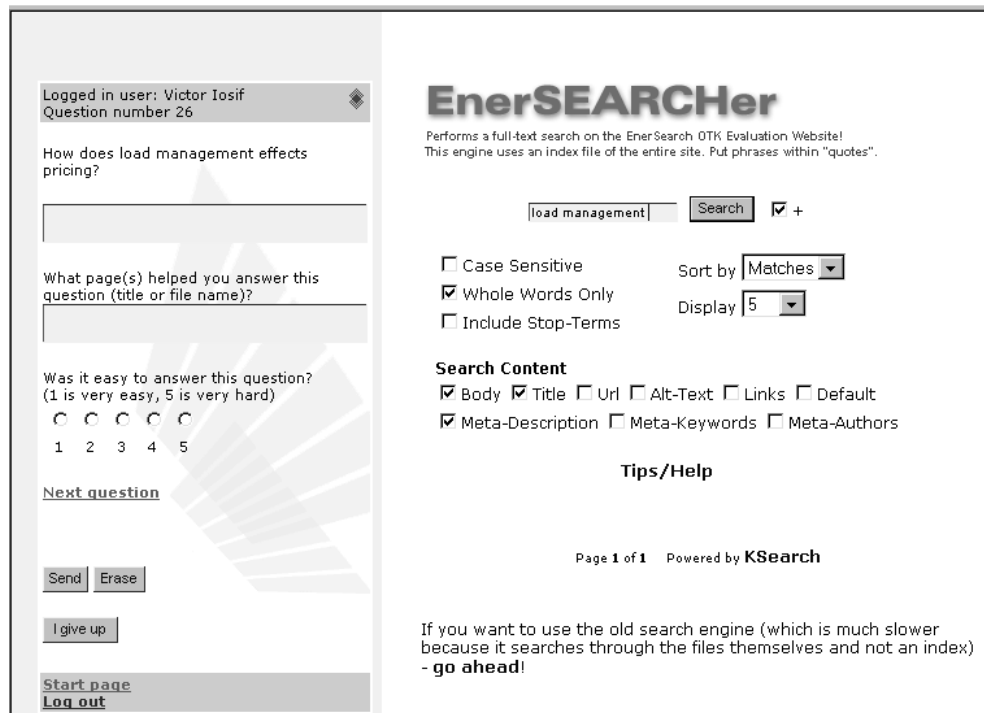 Logged in user: Victor Iosif
Question number 26
How does load management effects
pricing?
What page(s) helped you answer this
question (title or file name)?
Was it easy to answer this question?
(1 is very easy, 5 is very hard)
1 2 3 4 5
Next question
Send Erase
I give up
Start page
Log out
EnerSEARCHer
Performs a full-text search on the EnerSearch OTK Evaluation Website!
This engine uses an index file of the entire site. Put phrases within "quotes".
load management Search +
Case Sensitive Sort by Matches
Whole Words Only Display 5
Include Stop-Terms
Search Content
Body Title Url Alt-Text Links Default
Meta-Description Meta-Keywords Meta-Authors
Tips/Help
Page 1 of 1 Powered by KSearch
If you want to use the old search engine (which is much slower
because it searches through the files themselves and not an index)
- go ahead!